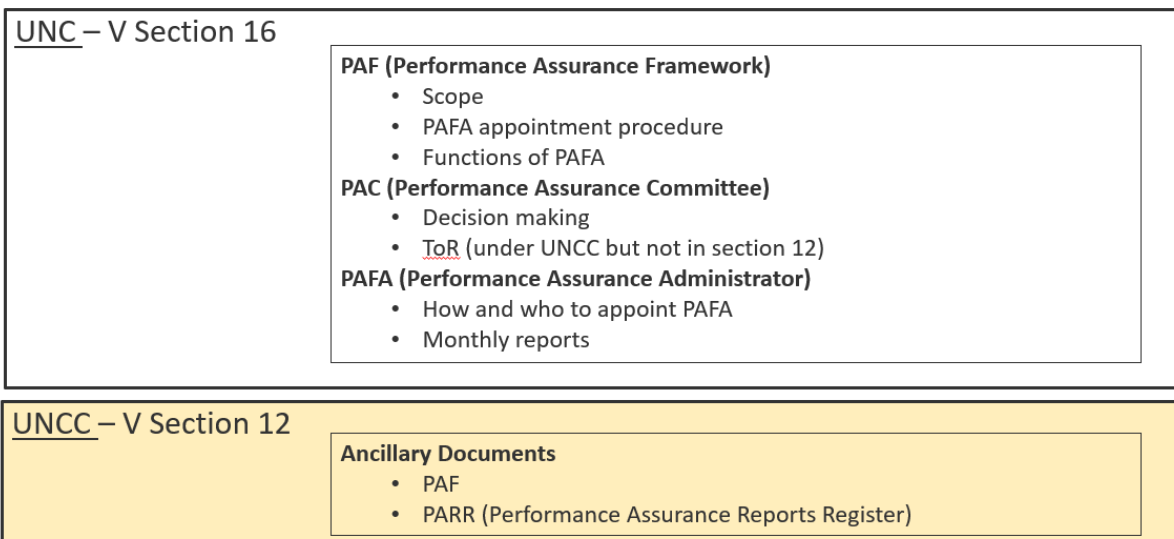 UNC – V Section 16
PAF (Performance Assurance Framework)
• Scope
• PAFA appointment procedure
• Functions of PAFA
PAC (Performance Assurance Committee)
• Decision making
• ToR (under UNCC but not in section 12)
PAFA (Performance Assurance Administrator)
• How and who to appoint PAFA
• Monthly reports
UNCC – V Section 12
Ancillary Documents
• PAF
• PARR (Performance Assurance Reports Register)